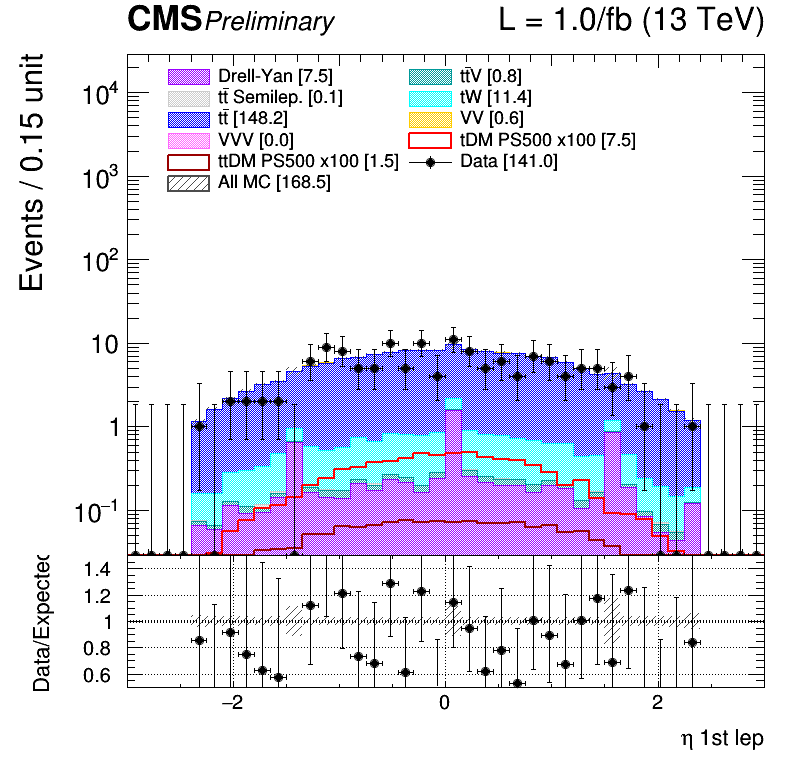 CMS Preliminary L = 1.0/fb (13 TeV)
Events / 0.15 unit
Drell-Yan [7.5] tt̄V [0.8]
tt̄ Semilep. [0.1] tW [11.4]
tt̄ [148.2] VV [0.6]
VVV [0.0] tDM PS500 x100 [7.5]
ttDM PS500 x100 [1.5] Data [141.0]
All MC [168.5]
10⁴
10³
10²
10
1
10⁻¹
Data/Expected
1.4
1.2
1
0.8
0.6
−2 0 2
η 1st lep